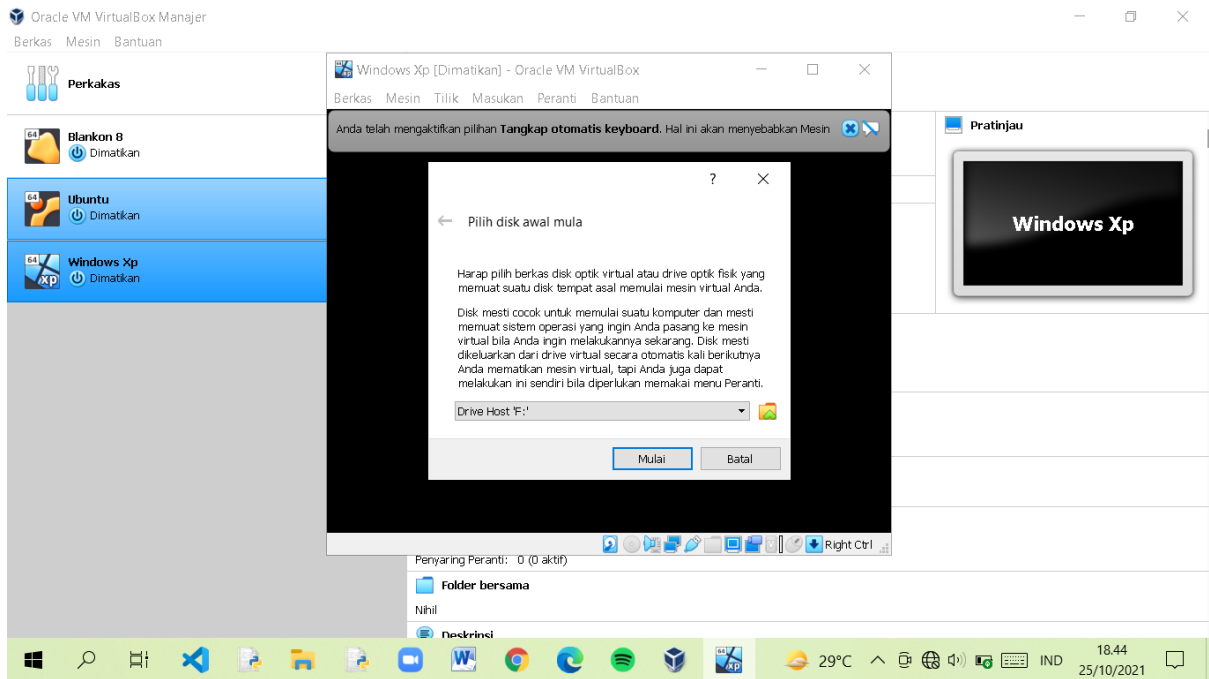 Oracle VM VirtualBox Manajer
Berkas Mesin Bantuan
Perkakas
64
Blankon 8
Dimatikan
64
Ubuntu
Dimatikan
64
XP
Windows Xp
Dimatikan
Windows Xp [Dimatikan] - Oracle VM VirtualBox
Berkas Mesin Tilik Masukan Peranti Bantuan
Anda telah mengaktifkan pilihan Tangkap otomatis keyboard. Hal ini akan menyebabkan Mesin
?
Pilih disk awal mula
Harap pilih berkas disk optik virtual atau drive optik fisik yang
memuat suatu disk tempat asal memulai mesin virtual Anda.
Disk mesti cocok untuk memulai suatu komputer dan mesti
memuat sistem operasi yang ingin Anda pasang ke mesin
virtual bila Anda ingin melakukannya sekarang. Disk mesti
dikeluarkan dari drive virtual secara otomatis kali berikutnya
Anda mematikan mesin virtual, tapi Anda juga dapat
melakukan ini sendiri bila diperlukan memakai menu Peranti.
Drive Host 'F:'
Mulai Batal
Right Ctrl
Pratinjau
Windows Xp
Penyaring Peranti: 0 (0 aktif)
Folder bersama
Nihil
Deskripsi
W
64
XP
29°C
IND
18.44
25/10/2021